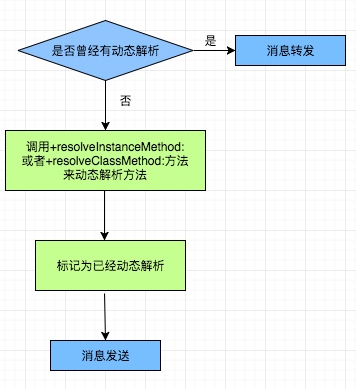 是否曾经有动态解析
是
消息转发
否
调用+resolveInstanceMethod:
或者+resolveClassMethod:方法
来动态解析方法
标记为已经动态解析
消息发送